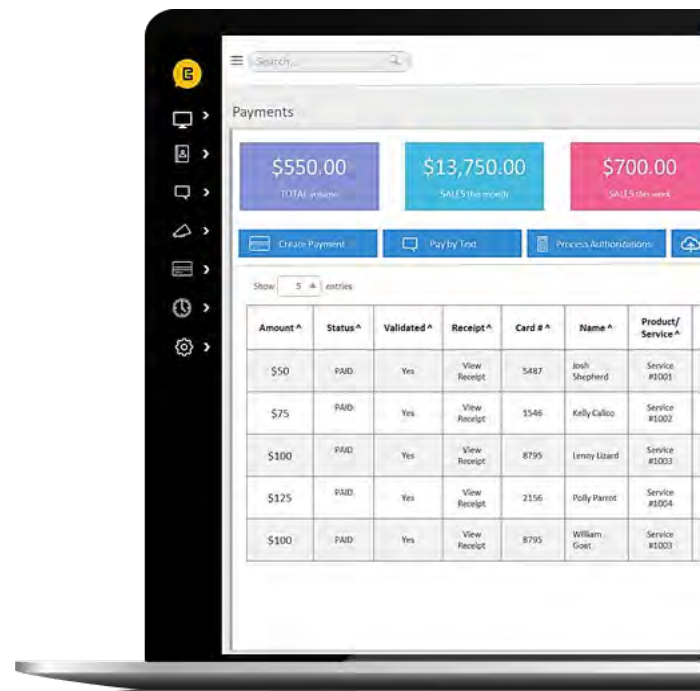 Search...
Payments
$550.00
TOTAL volume
$13,750.00
SALES this month
$700.00
SALES this week
Create Payment
Pay by Text
Process Authorizations
Show 5 entries
Amount ^ Status ^ Validated ^ Receipt ^ Card # ^ Name ^ Product/ Service ^
$50 PAID Yes View Receipt 5487 Josh Shepherd Service #1001
$75 PAID Yes View Receipt 1546 Kelly Calico Service #1002
$100 PAID Yes View Receipt 8795 Lenny Lizard Service #1003
$125 PAID Yes View Receipt 2156 Polly Parrot Service #1004
$100 PAID Yes View Receipt 8795 William Goat Service #1003